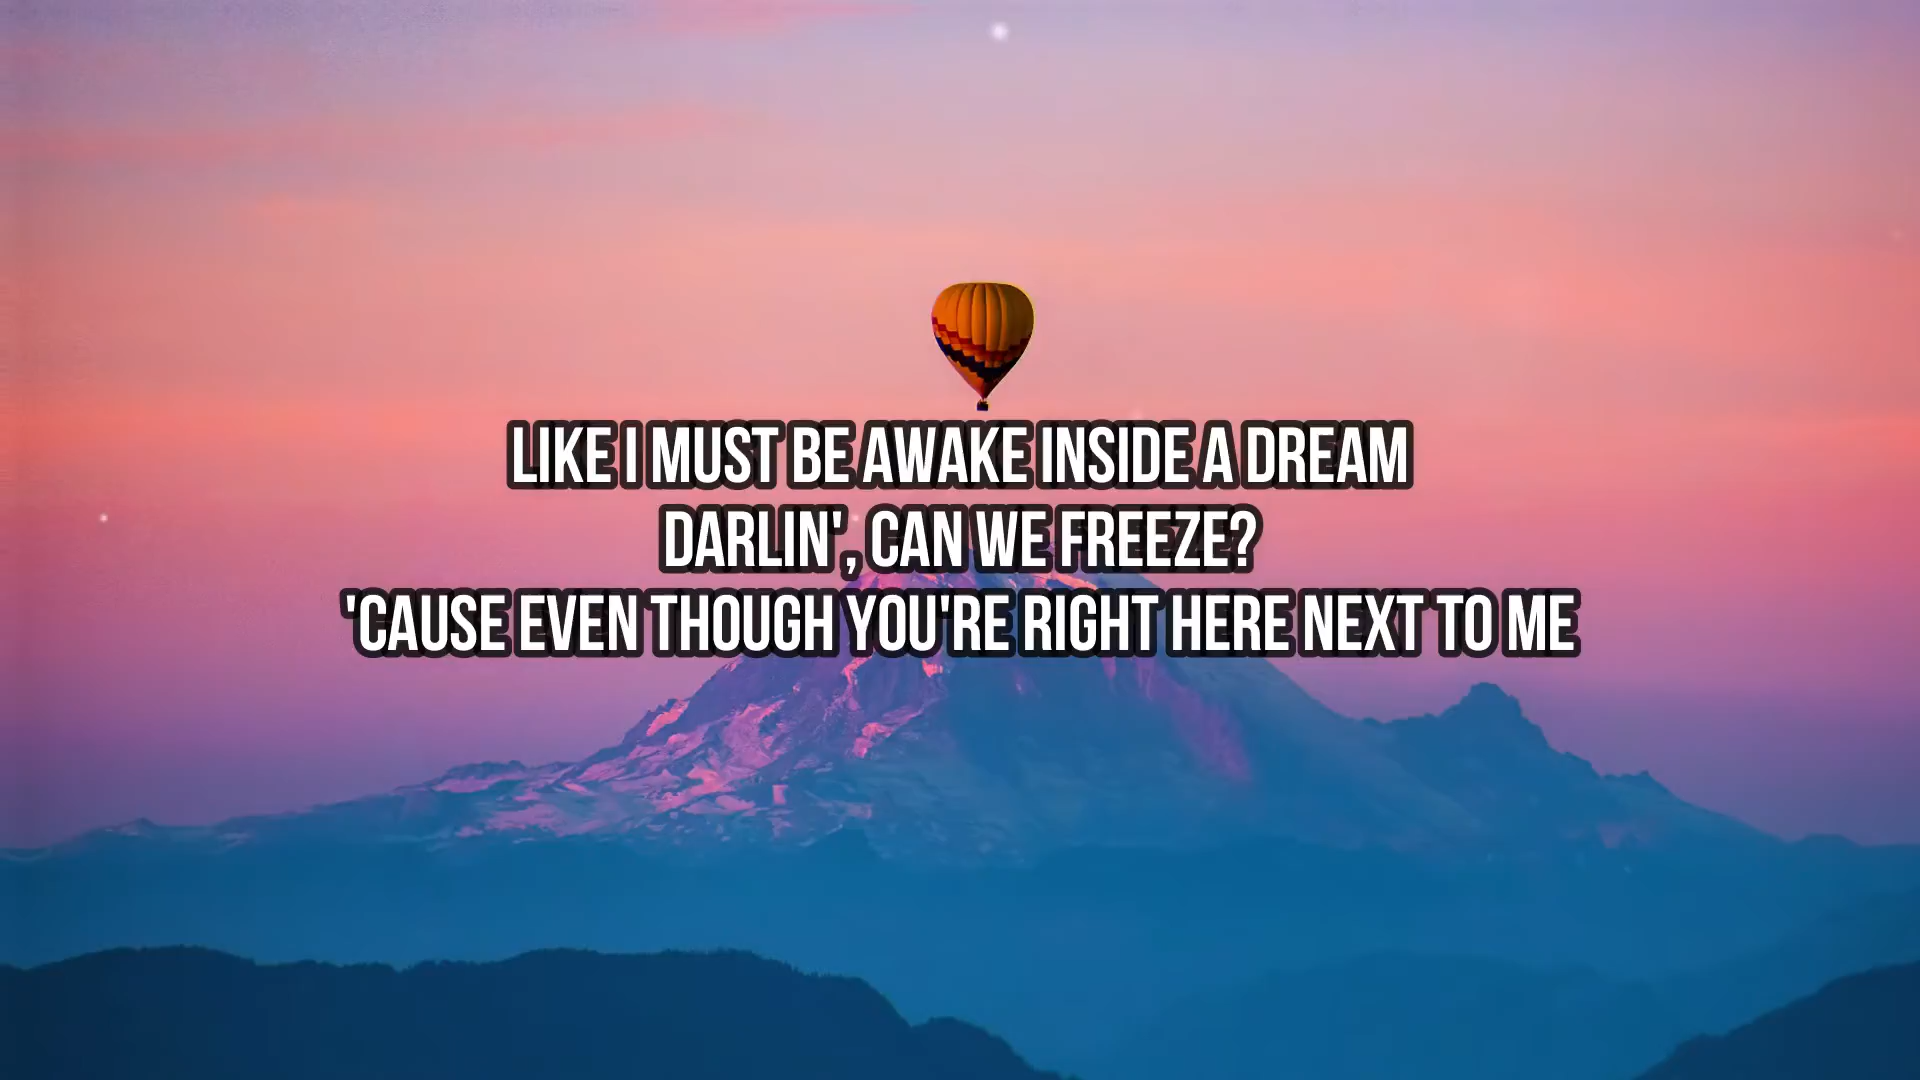 LIKE I MUST BE AWAKE INSIDE A DREAM
DARLIN', CAN WE FREEZE?
'CAUSE EVEN THOUGH YOU'RE RIGHT HERE NEXT TO ME